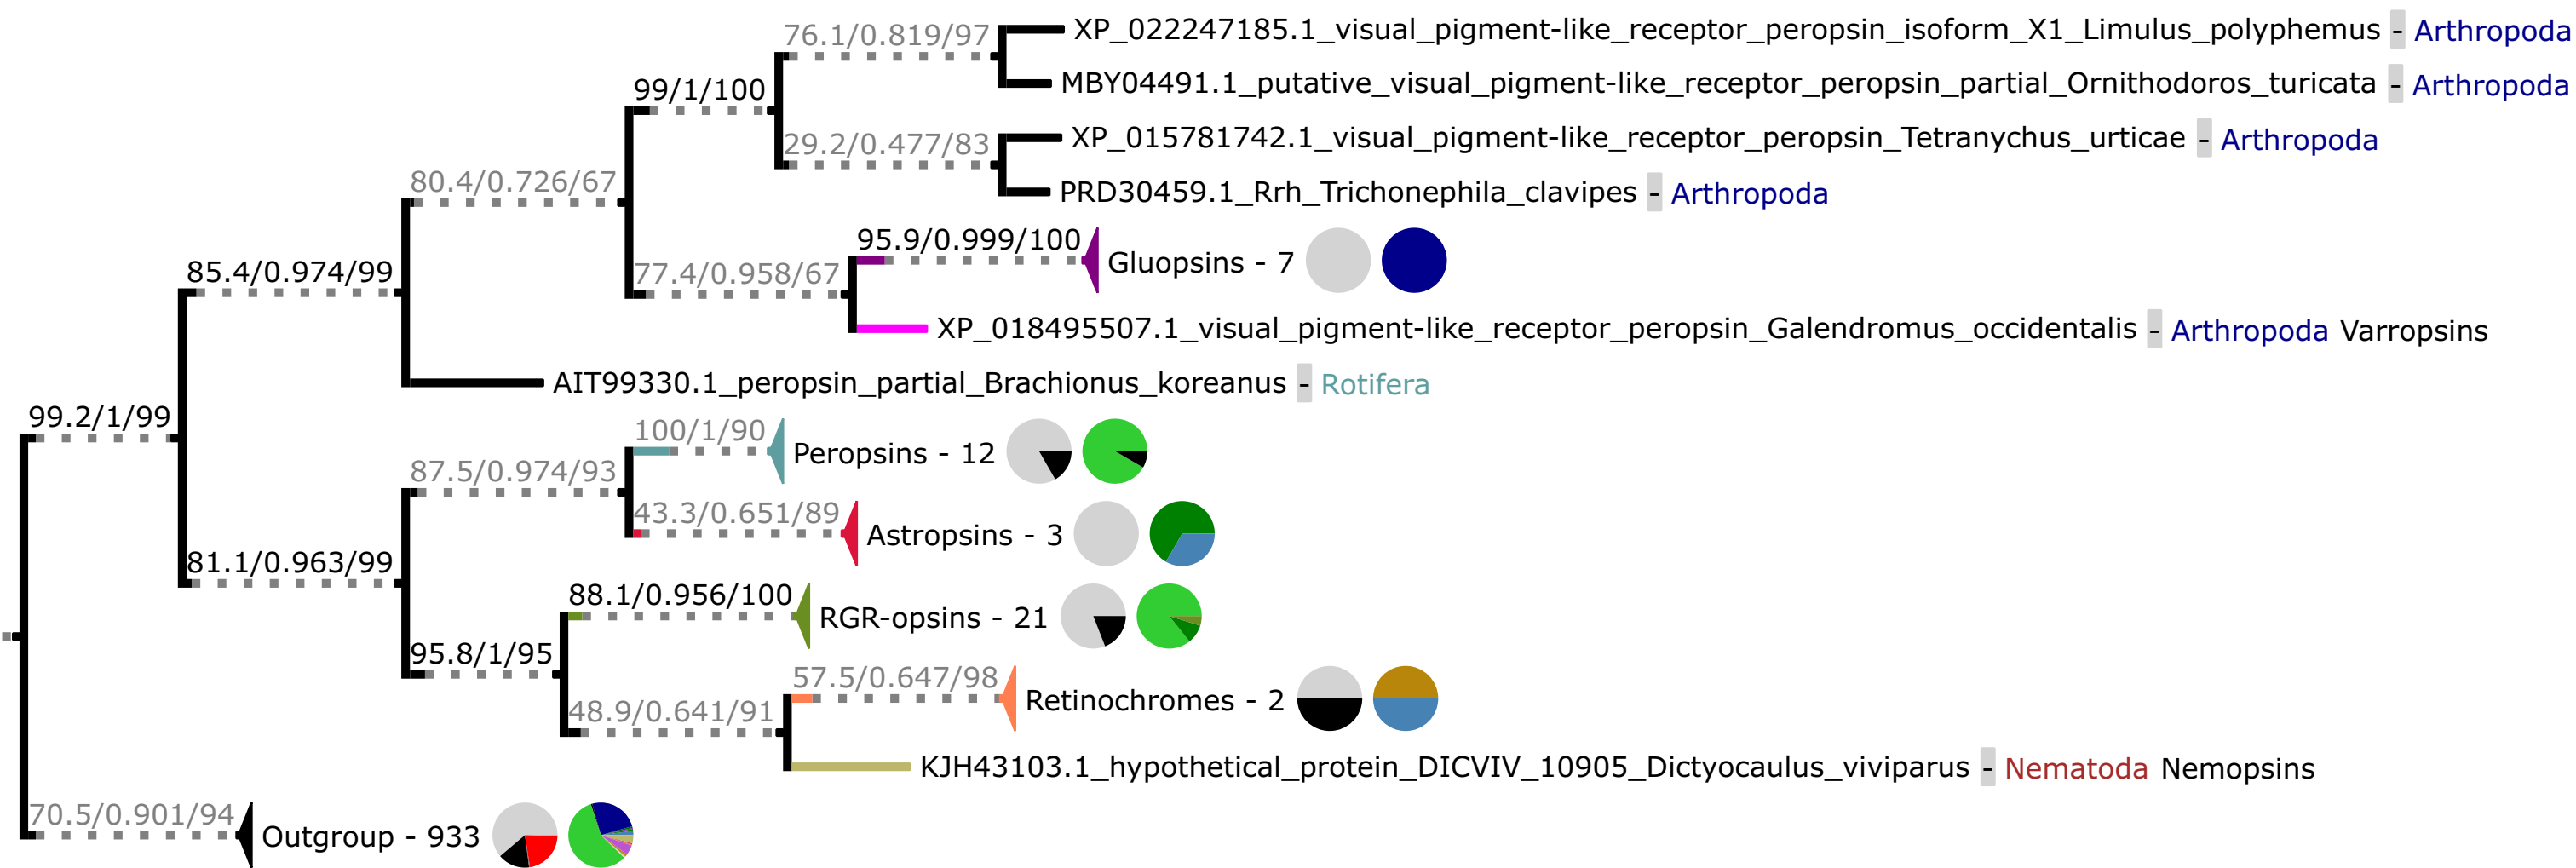 76.1/0.819/97
XP_022247185.1_visual_pigment-like_receptor_peropsin_isoform_X1_Limulus_polyphemus - Arthropoda
MBY04491.1_putative_visual_pigment-like_receptor_peropsin_partial_Ornithodoros_turicata - Arthropoda
99/1/100
29.2/0.477/83
XP_015781742.1_visual_pigment-like_receptor_peropsin_Tetranychus_urticae - Arthropoda
PRD30459.1_Rrh_Trichonephila_clavipes - Arthropoda
80.4/0.726/67
95.9/0.999/100
Gluopsins - 7
77.4/0.958/67
XP_018495507.1_visual_pigment-like_receptor_peropsin_Galendromus_occidentalis - Arthropoda Varropsins
85.4/0.974/99
AIT99330.1_peropsin_partial_Brachionus_koreanus - Rotifera
99.2/1/99
100/1/90
Peropsins - 12
87.5/0.974/93
43.3/0.651/89
Astropsins - 3
81.1/0.963/99
88.1/0.956/100
RGR-opsins - 21
95.8/1/95
57.5/0.647/98
Retinochromes - 2
48.9/0.641/91
KJH43103.1_hypothetical_protein_DICVIV_10905_Dictyocaulus_viviparus - Nematoda Nemopsins
70.5/0.901/94
Outgroup - 933